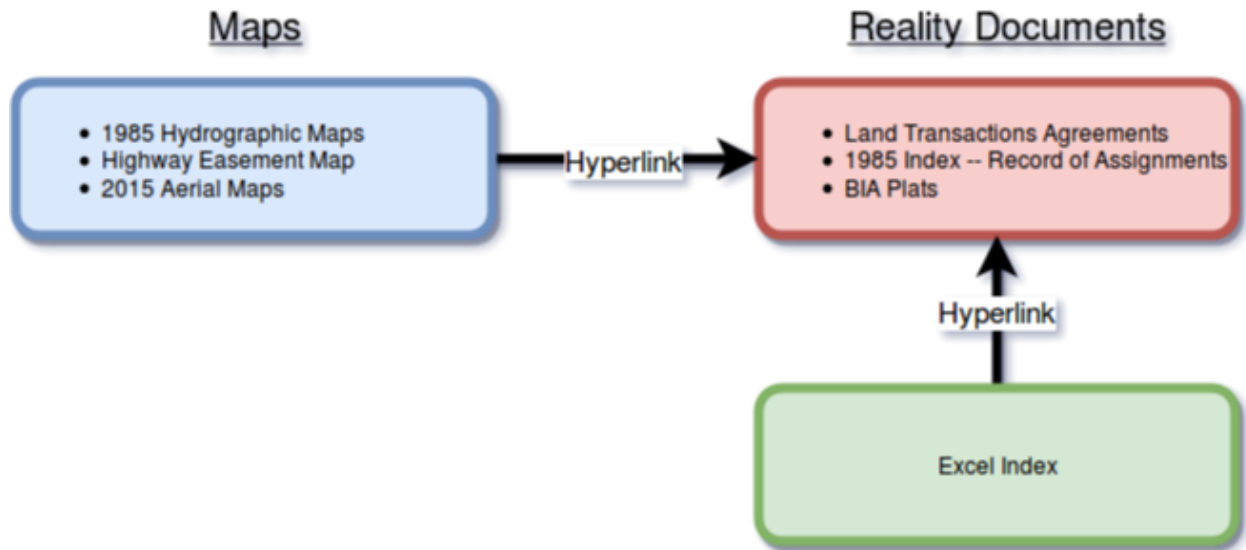 Maps
Reality Documents
• 1985 Hydrographic Maps
• Highway Easement Map
• 2015 Aerial Maps
Hyperlink
• Land Transactions Agreements
• 1985 Index -- Record of Assignments
• BIA Plats
Hyperlink
Excel Index